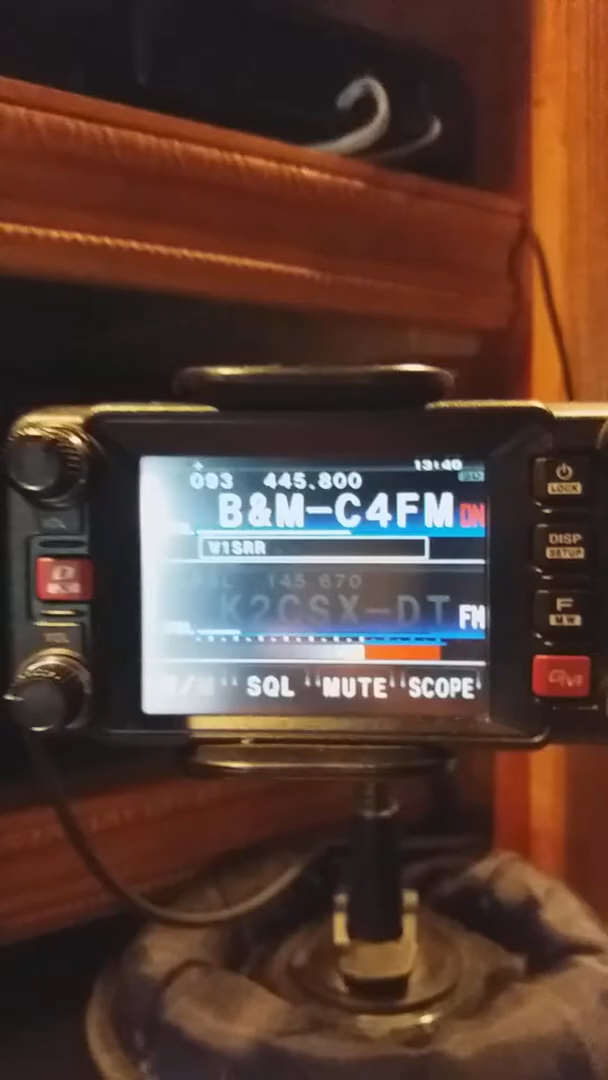 13:40
093 445.800
B&M-C4FM DN
W1SRR
145.670
K2CSX-DT FM
SQL MUTE SCOPE
LOCK
DISP
SETUP
F
MW
VOL